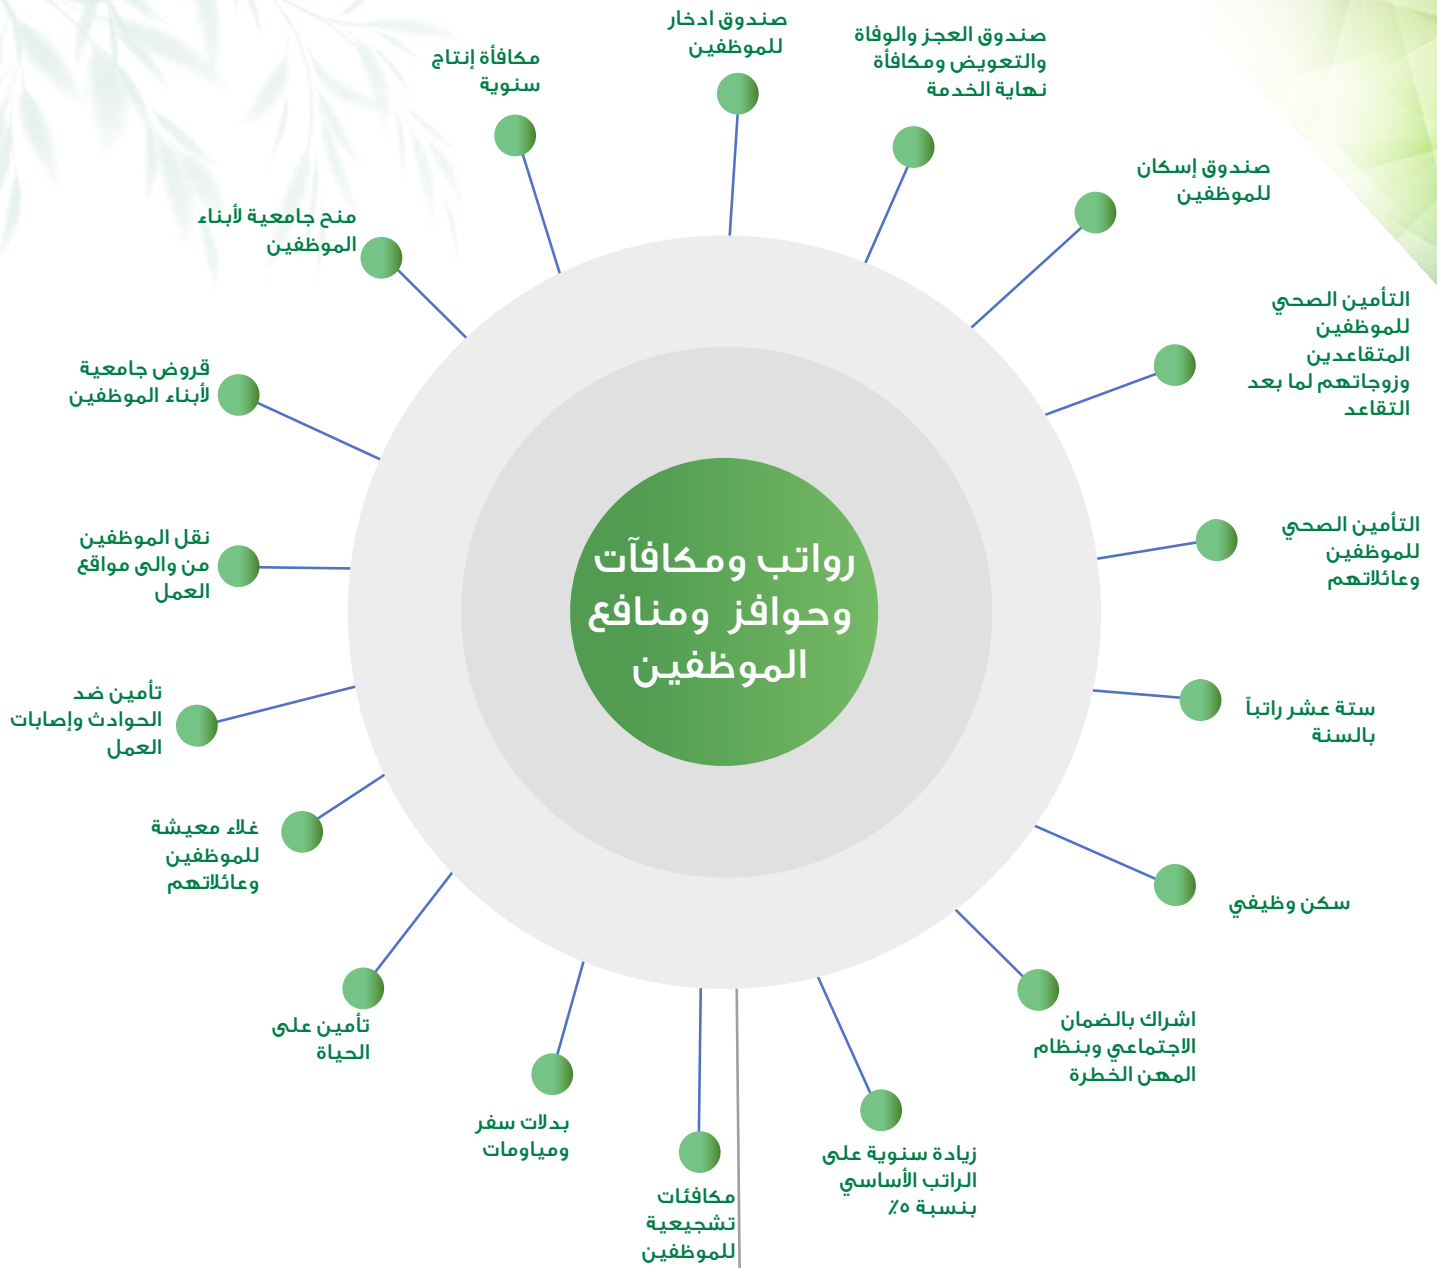 صندوق ادخار
للموظفين
صندوق العجز والوفاة
والتعويض ومكافأة
نهاية الخدمة
صندوق إسكان
للموظفين
التأمين الصحي
للموظفين
المتقاعدين
وزوجاتهم لما بعد
التقاعد
التأمين الصحي
للموظفين
وعائلاتهم
ستة عشر راتباً
بالسنة
سكن وظيفي
اشراك بالضمان
الاجتماعي وبنظام
المهن الخطرة
زيادة سنوية على
الراتب الأساسي
بنسبة ٥٪
مكافئات
تشجيعية
للموظفين
بدلات سفر
ومياومات
تأمين على
الحياة
غلاء معيشة
للموظفين
وعائلاتهم
تأمين ضد
الحوادث وإصابات
العمل
نقل الموظفين
من والى مواقع
العمل
قروض جامعية
لأبناء الموظفين
منح جامعية لأبناء
الموظفين
مكافأة إنتاج
سنوية
رواتب ومكافآت
وحوافز ومنافع
الموظفين